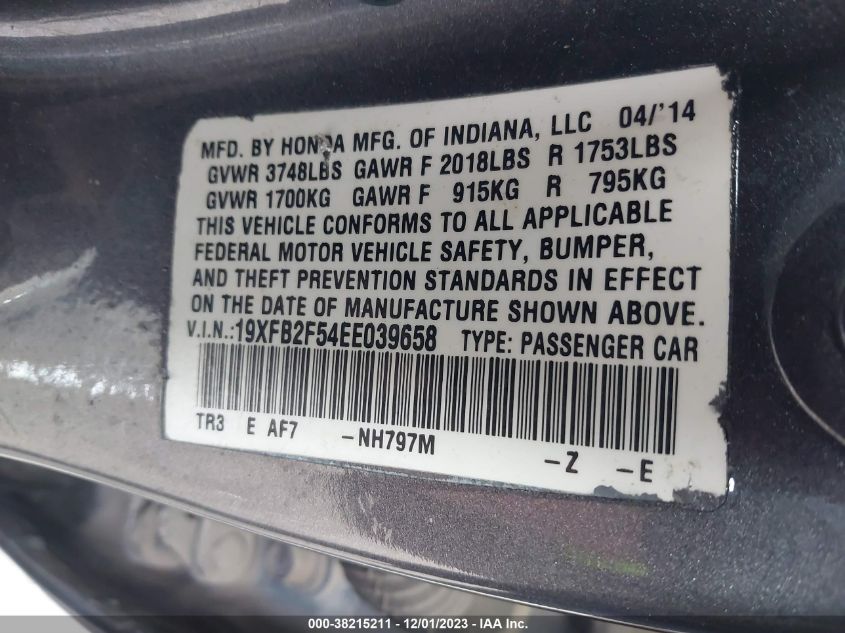 MFD. BY HONDA MFG. OF INDIANA, LLC 04/'14
GVWR 3748LBS GAWR F 2018LBS R 1753LBS
GVWR 1700KG GAWR F 915KG R 795KG
THIS VEHICLE CONFORMS TO ALL APPLICABLE
FEDERAL MOTOR VEHICLE SAFETY, BUMPER,
AND THEFT PREVENTION STANDARDS IN EFFECT
ON THE DATE OF MANUFACTURE SHOWN ABOVE.
V.I.N.:19XFB2F54EE039658 TYPE: PASSENGER CAR
TR3 E AF7 -NH797M -Z -E
000-38215211 - 12/01/2023 - IAA Inc.